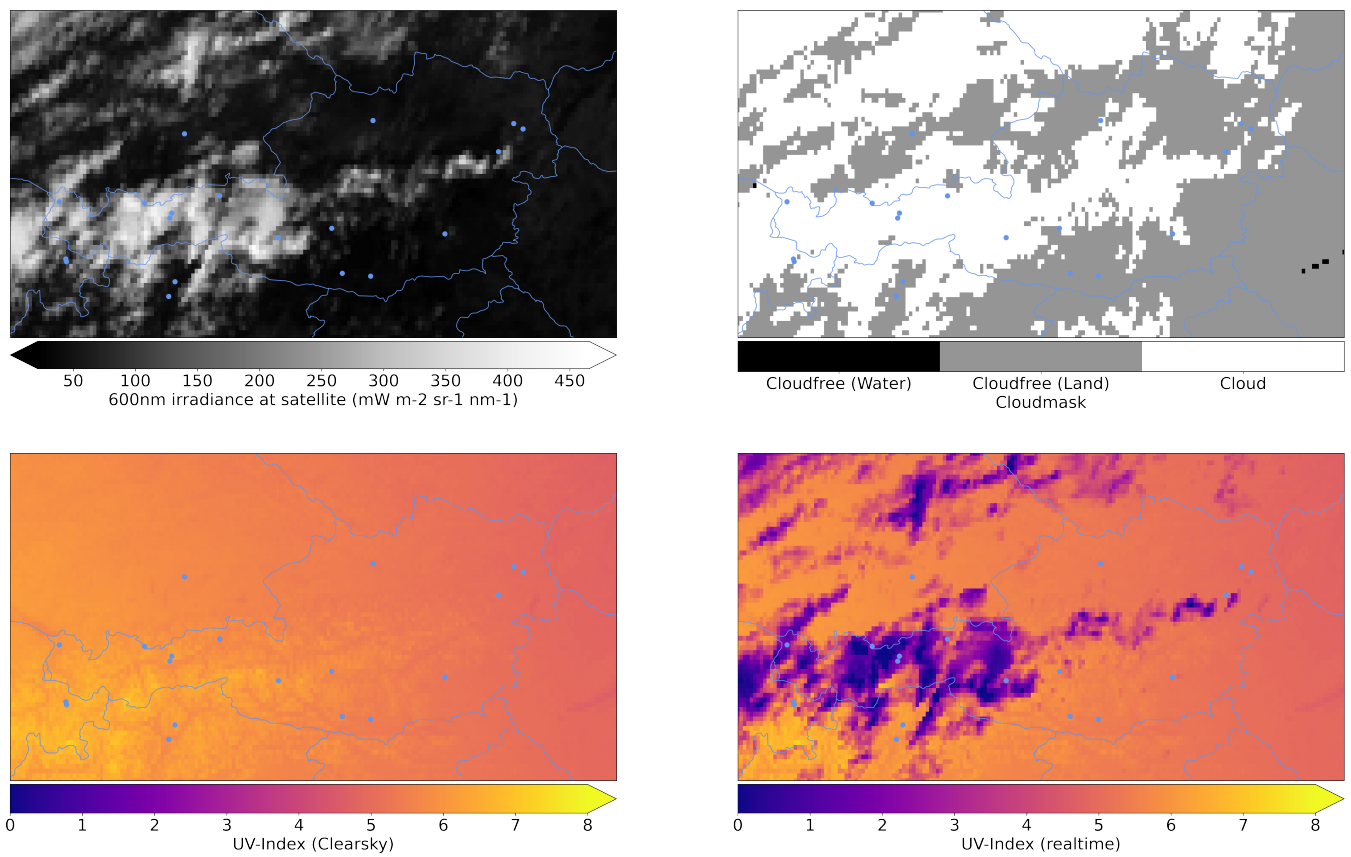 50 100 150 200 250 300 350 400 450
600nm irradiance at satellite (mW m-2 sr-1 nm-1)
Cloudfree (Water) Cloudfree (Land) Cloud
Cloudmask
0 1 2 3 4 5 6 7 8
UV-Index (Clearsky)
0 1 2 3 4 5 6 7 8
UV-Index (realtime)